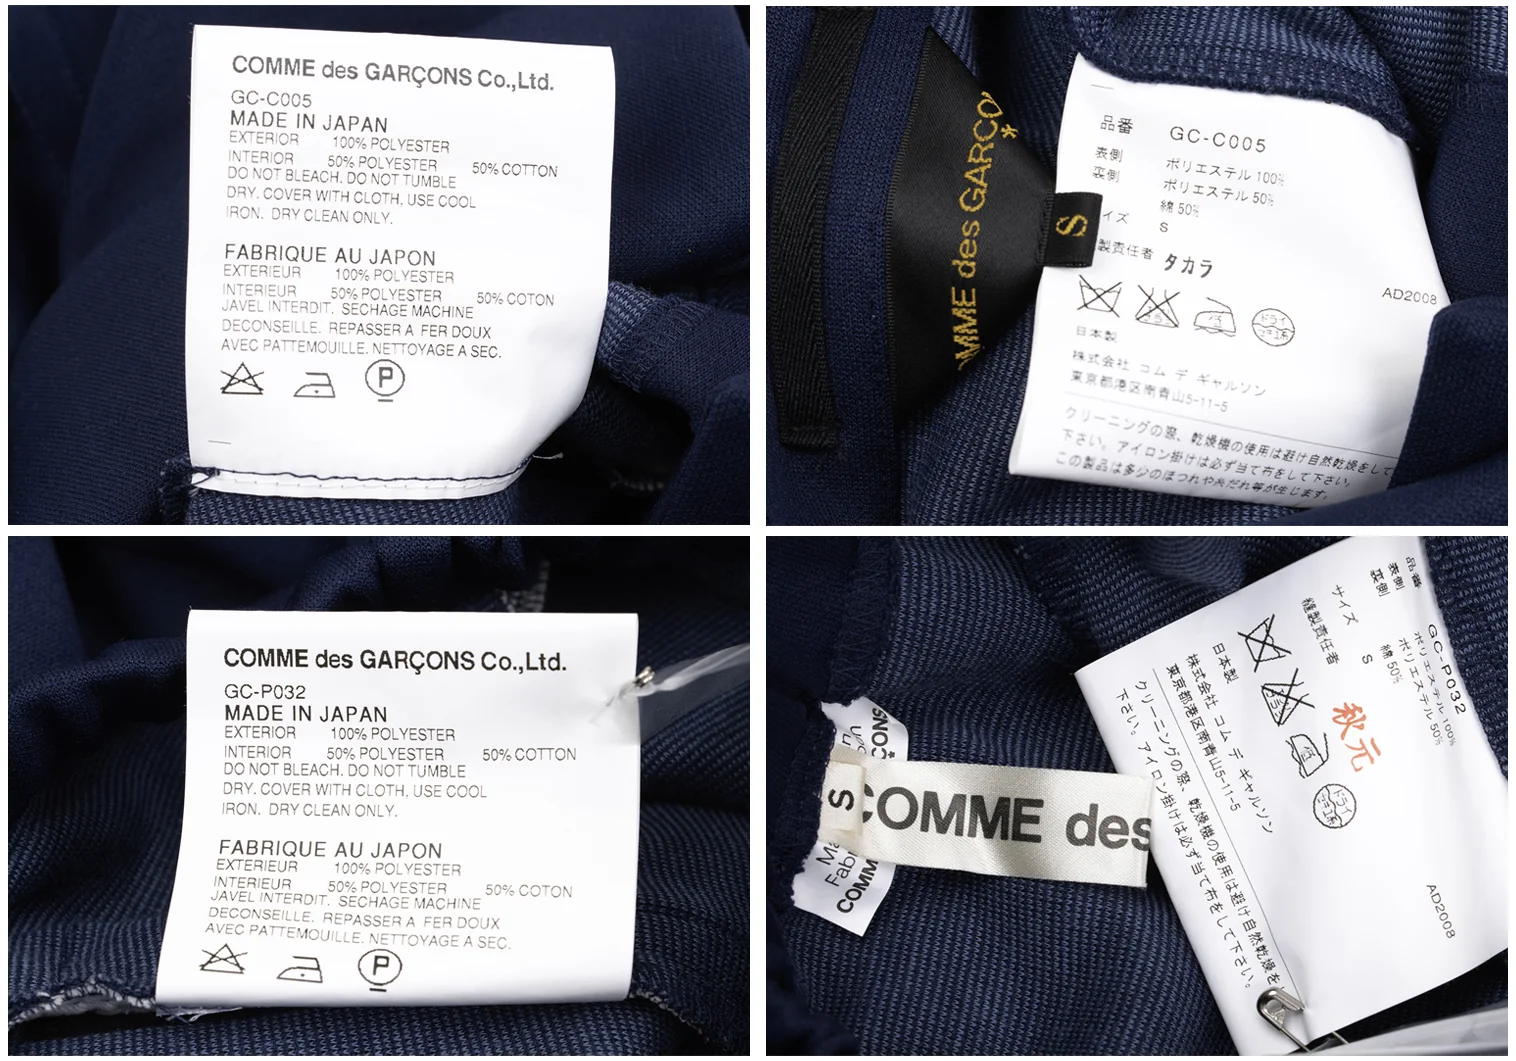 COMME des GARÇONS Co.,Ltd.
GC-C005
MADE IN JAPAN
EXTERIOR 100% POLYESTER
INTERIOR 50% POLYESTER 50% COTTON
DO NOT BLEACH. DO NOT TUMBLE
DRY. COVER WITH CLOTH, USE COOL
IRON. DRY CLEAN ONLY.
FABRIQUE AU JAPON
EXTERIEUR 100% POLYESTER
INTERIEUR 50% POLYESTER 50% COTON
JAVEL INTERDIT. SECHAGE MACHINE
DECONSEILLE. REPASSER A FER DOUX
AVEC PATTEMOUILLE. NETTOYAGE A SEC.
P
OMME des GARÇO
*
S
品番 GC-C005
表側 ポリエステル 100%
裏側 ポリエステル 50%
綿 50%
イズ S
製責任者 タカラ
ドライ
AD2008
日本製
株式会社 コム デ ギャルソン
東京都港区南青山5-11-5
クリーニングの際、乾燥機の使用は避け自然乾燥をして
下さい。アイロン掛けは必ず当て布をして下さい。
この製品は多少のほつれや糸だれ等が生じます。
COMME des GARÇONS Co.,Ltd.
GC-P032
MADE IN JAPAN
EXTERIOR 100% POLYESTER
INTERIOR 50% POLYESTER 50% COTTON
DO NOT BLEACH. DO NOT TUMBLE
DRY. COVER WITH CLOTH, USE COOL
IRON. DRY CLEAN ONLY.
FABRIQUE AU JAPON
EXTERIEUR 100% POLYESTER
INTERIEUR 50% POLYESTER 50% COTON
JAVEL INTERDIT. SECHAGE MACHINE
DECONSEILLE. REPASSER A FER DOUX
AVEC PATTEMOUILLE. NETTOYAGE A SEC.
P
S
COMME des
Ma
Fabr
COMM
ÇONS
品番 GC-P032
表側 ポリエステル 100%
裏側 ポリエステル 50%
綿 50%
サイズ S
縫製責任者 秋元
ドライ
AD2008
日本製
株式会社 コム デ ギャルソン
東京都港区南青山5-11-5
クリーニングの際、乾燥機の使用は避け自然乾燥を
下さい。アイロン掛けは必ず当て布をして下さい。